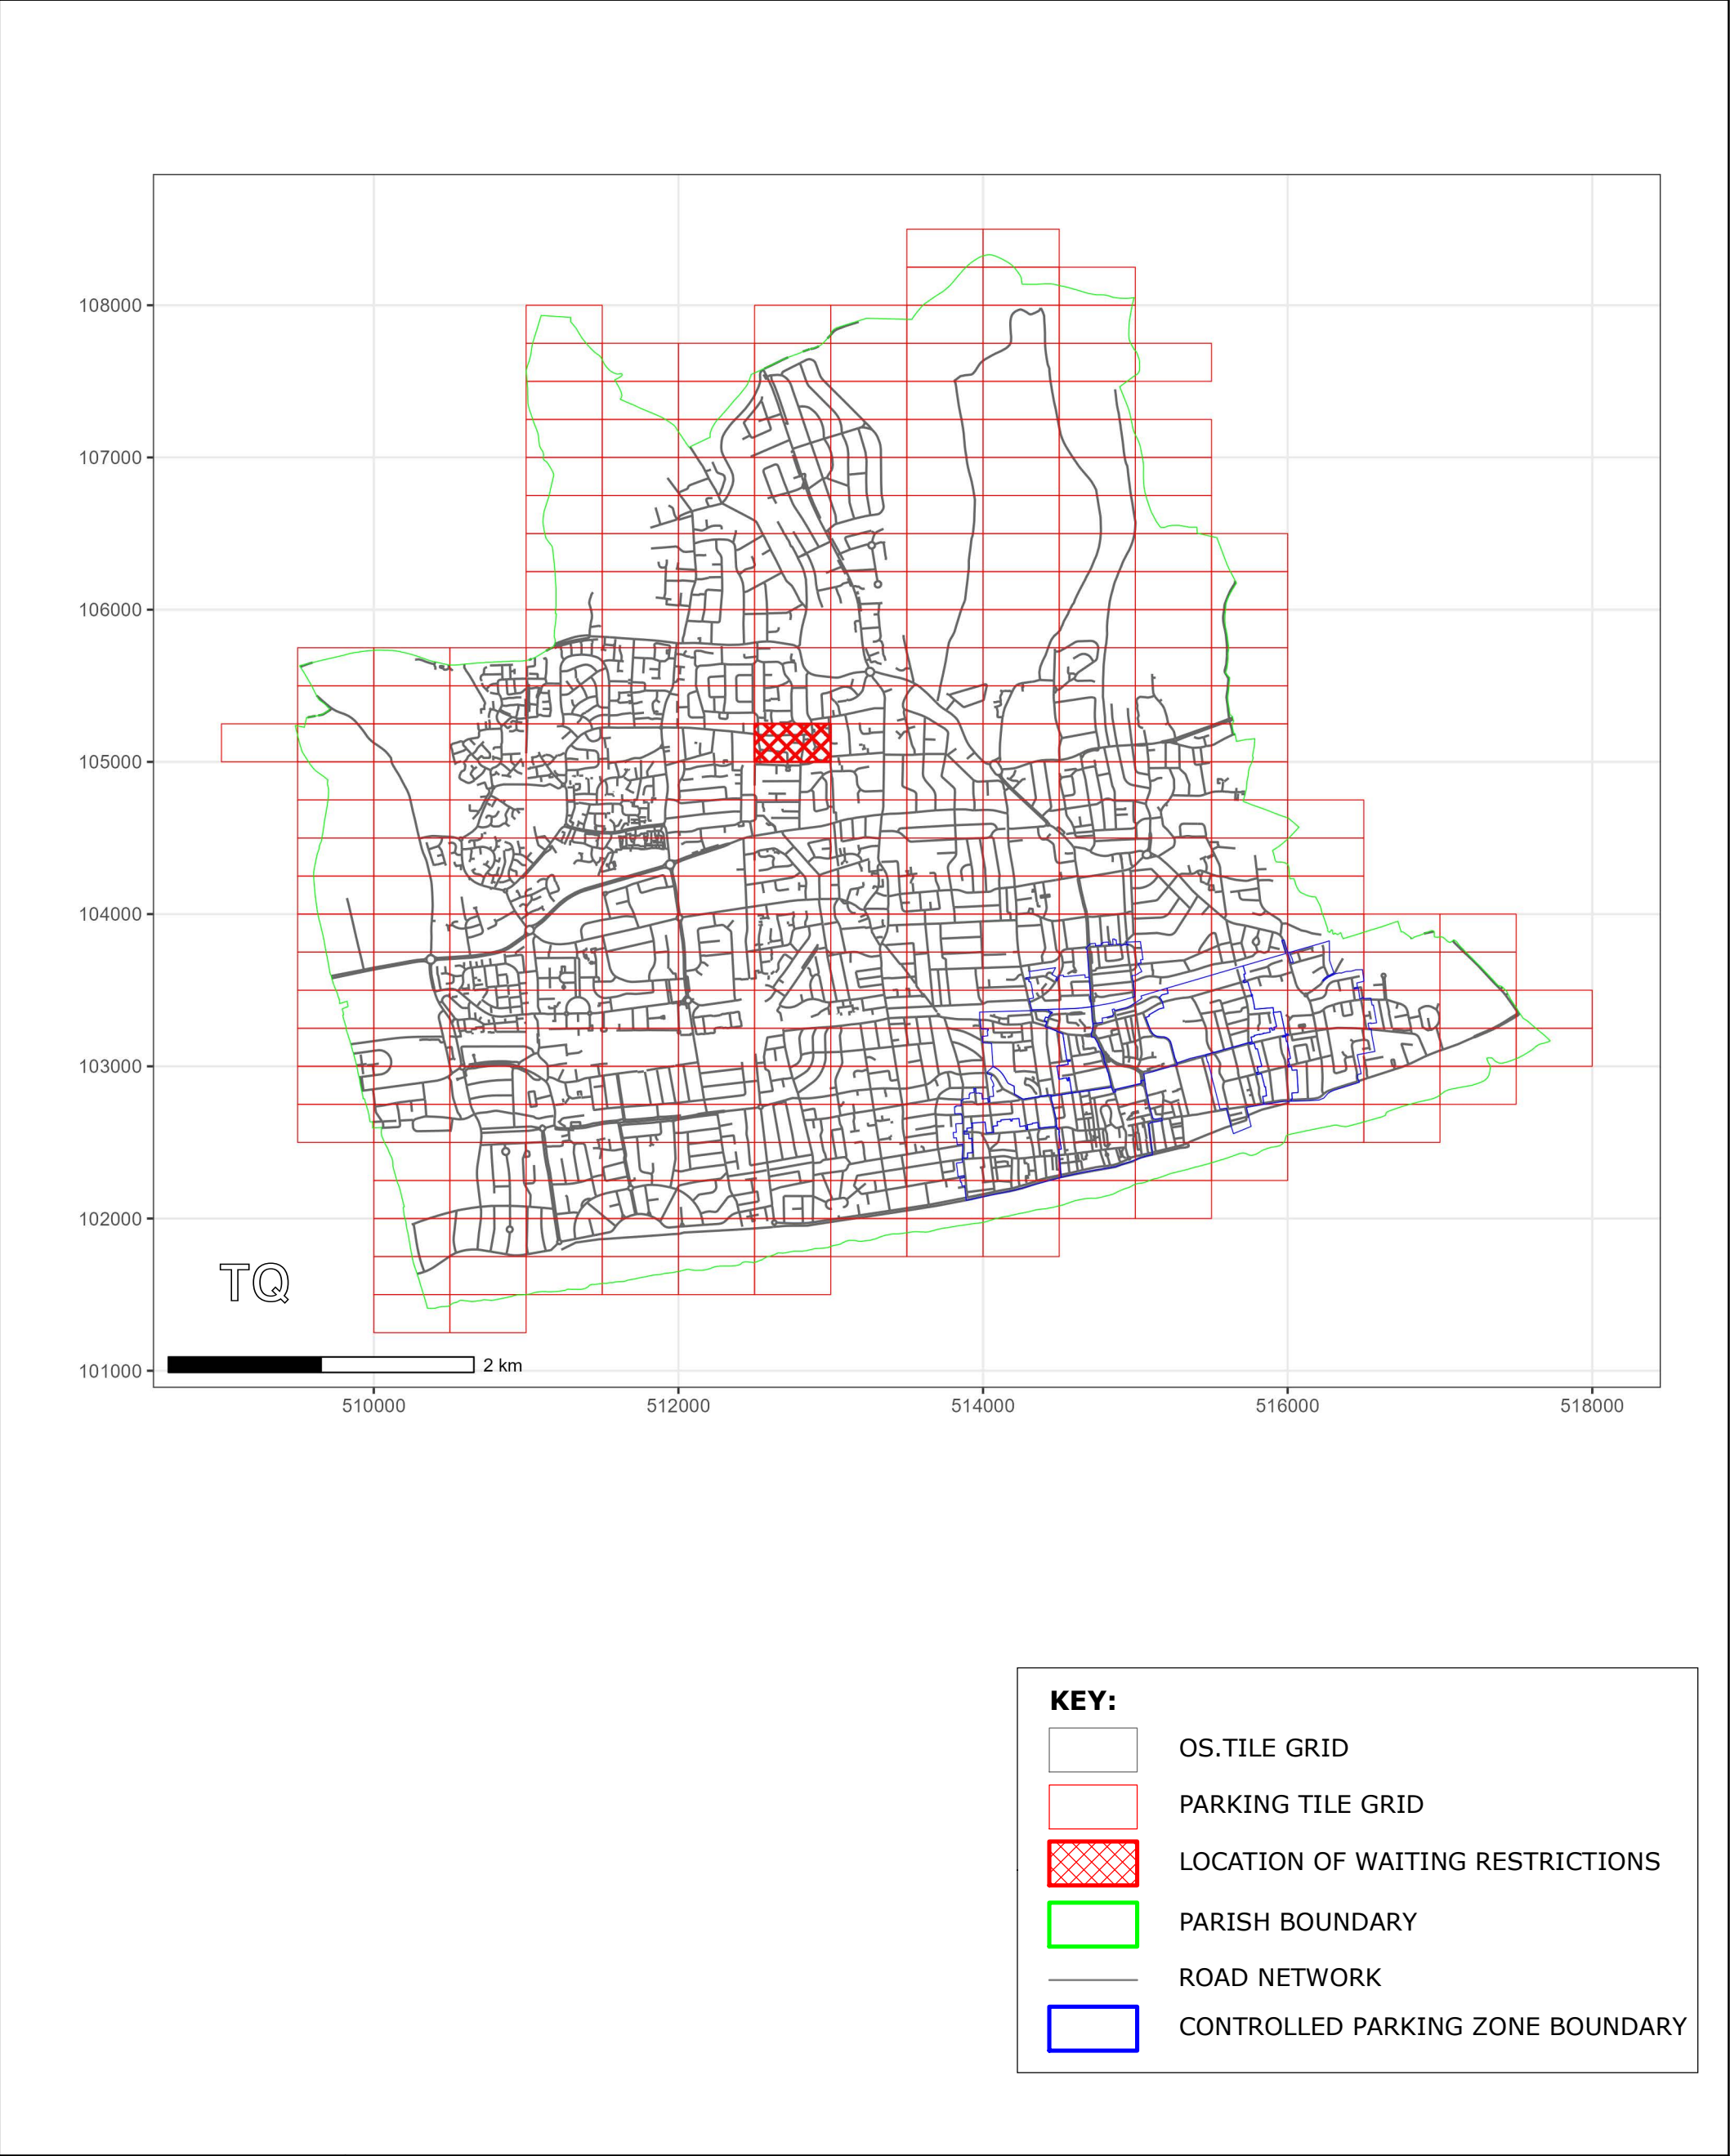 108000
107000
106000
105000
104000
103000
102000
101000
TQ
2 km
510000 512000 514000 516000 518000
KEY:
OS.TILE GRID
PARKING TILE GRID
LOCATION OF WAITING RESTRICTIONS
PARISH BOUNDARY
ROAD NETWORK
CONTROLLED PARKING ZONE BOUNDARY